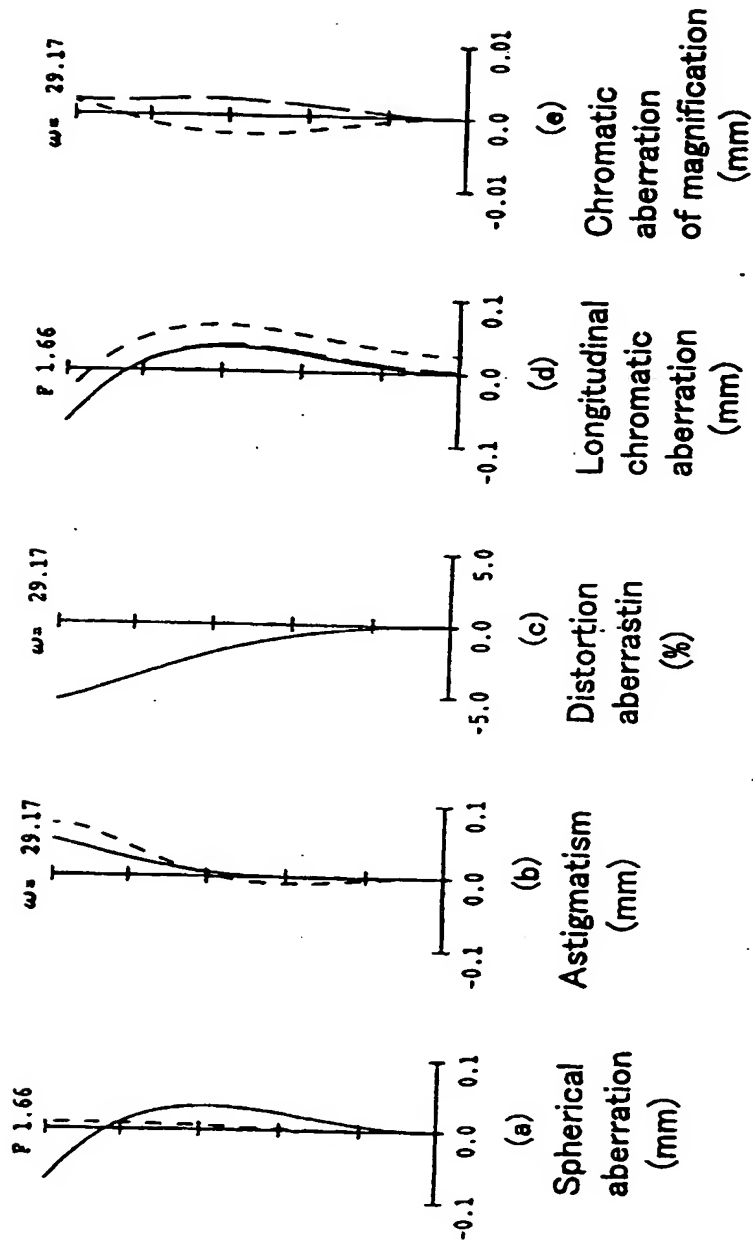 F 1.66
-0.1 0.0 0.1
(a)
Spherical
aberration
(mm)
ω= 29.17
-0.1 0.0 0.1
(b)
Astigmatism
(mm)
ω= 29.17
-5.0 0.0 5.0
(c)
Distortion
aberrastin
(%)
F 1.66
-0.1 0.0 0.1
(d)
Longitudinal
chromatic
aberration
(mm)
ω= 29.17
-0.01 0.0 0.01
(e)
Chromatic
aberration
of magnification
(mm)